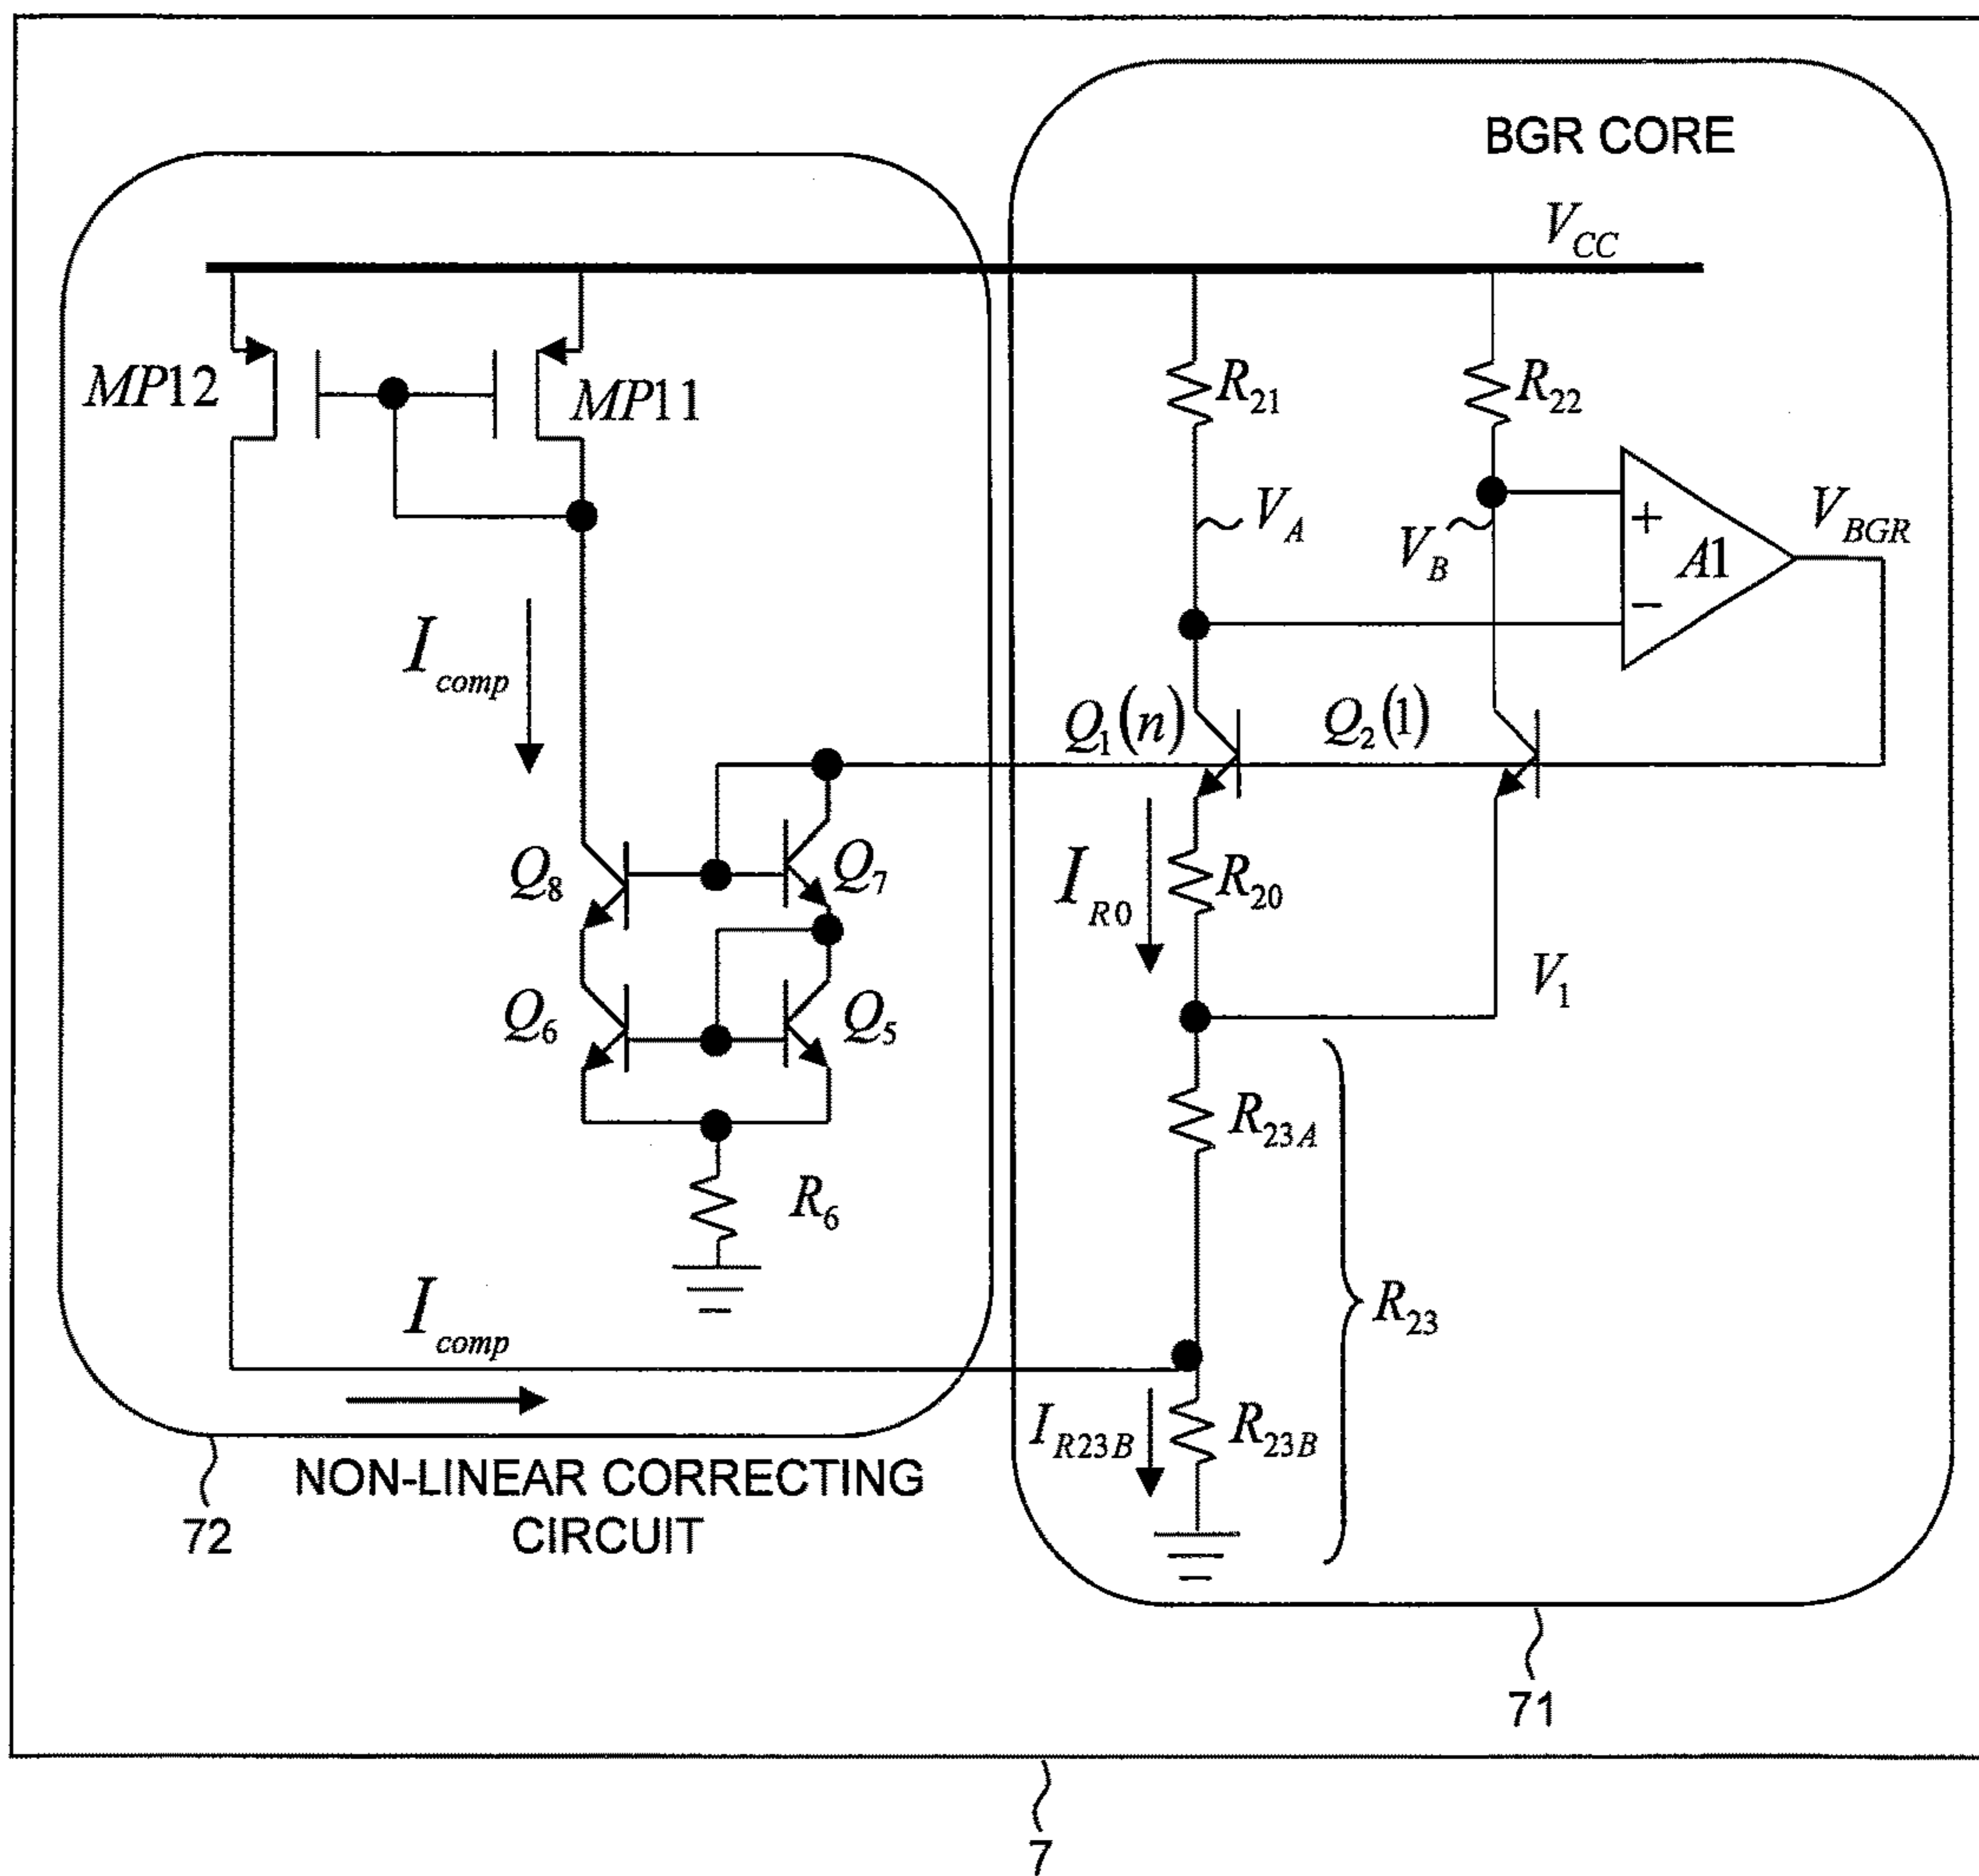 BGR CORE
V_CC
MP12
MP11
R_21
R_22
V_A
V_B
+
−
A1
V_BGR
I_comp
Q_1(n)
Q_2(1)
Q_8
Q_7
I_R0
R_20
V_1
Q_6
Q_5
R_23A
R_6
R_23
I_comp
I_R23B
R_23B
NON-LINEAR CORRECTING
CIRCUIT
72
71
7